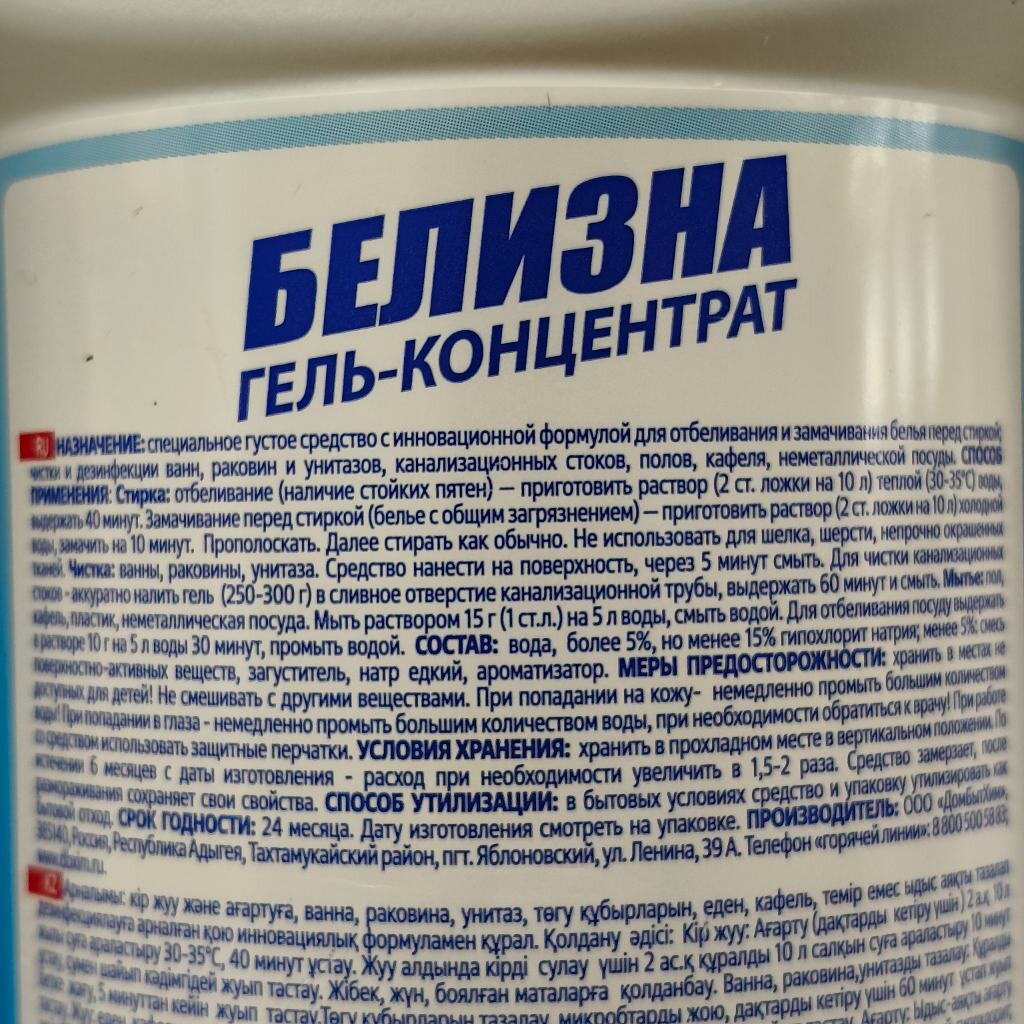 БЕЛИЗНА
ГЕЛЬ-КОНЦЕНТРАТ
RU НАЗНАЧЕНИЕ: специальное густое средство с инновационной формулой для отбеливания и замачивания белья перед стиркой,
чистки и дезинфекции ванн, раковин и унитазов, канализационных стоков, полов, кафеля, неметаллической посуды. СПОСОБ
ПРИМЕНЕНИЯ: Стирка: отбеливание (наличие стойких пятен) — приготовить раствор (2 ст. ложки на 10 л) теплой (30-35°С) воды,
выдержать 40 минут. Замачивание перед стиркой (белье с общим загрязнением) — приготовить раствор (2 ст. ложки на 10 л) холодной
воды, замачить на 10 минут. Прополоскать. Далее стирать как обычно. Не использовать для шелка, шерсти, непрочно окрашенных
тканей. Чистка: ванны, раковины, унитаза. Средство нанести на поверхность, через 5 минут смыть. Для чистки канализационных
стоков - аккуратно налить гель (250-300 г) в сливное отверстие канализационной трубы, выдержать 60 минут и смыть. Мытье: пол,
кафель, пластик, неметаллическая посуда. Мыть раствором 15 г (1 ст.л.) на 5 л воды, смыть водой. Для отбеливания посуду выдержать
в растворе 10 г на 5 л воды 30 минут, промыть водой. СОСТАВ: вода, более 5%, но менее 15% гипохлорит натрия; менее 5%: смесь
поверхностно-активных веществ, загуститель, натр едкий, ароматизатор. МЕРЫ ПРЕДОСТОРОЖНОСТИ: хранить в местах не
доступных для детей! Не смешивать с другими веществами. При попадании на кожу- немедленно промыть большим количеством
воды! При попадании в глаза - немедленно промыть большим количеством воды, при необходимости обратиться к врачу! При работе
со средством использовать защитные перчатки. УСЛОВИЯ ХРАНЕНИЯ: хранить в прохладном месте в вертикальном положении. По
истечении 6 месяцев с даты изготовления - расход при необходимости увеличить в 1,5-2 раза. Средство замерзает, после
размораживания сохраняет свои свойства. СПОСОБ УТИЛИЗАЦИИ: в бытовых условиях средство и упаковку утилизировать как
бытовой отход. СРОК ГОДНОСТИ: 24 месяца. Дату изготовления смотреть на упаковке. ПРОИЗВОДИТЕЛЬ: ООО «ДомБытХим»,
385140, Россия, Республика Адыгея, Тахтамукайский район, пгт. Яблоновский, ул. Ленина, 39 А. Телефон «горячей линии»: 8 800 500 58 83;
KZ Арналымы: кір жуу және ағартуға, ванна, раковина, унитаз, төгу құбырларын, еден, кафель, темір емес ыдыс аяқты тазалап
дезинфекциялауға арналған қою инновациялық формуламен құрал. Қолдану әдісі: Кір жуу: Ағарту (дақтарды кетіру үшін) 2 а.қ. 10 л
жылы суға араластыру 30-35°С, 40 минут ұстау. Жуу алдында кірді сулау үшін 2 ас.қ құралды 10 л салқын суға араластыру 10 минут
ұстау, сумен шайып кәдімгідей жуып тастау. Жібек, жүн, боялған маталарға қолданбау. Ванна, раковина,унитазды тазалау. Құралды
бетке жағу, 5 минуттан кейін жуып тастау.Төгу құбырларын тазалау, микробтарды жою, дақтарды кетіру үшін 60 минут ұстап